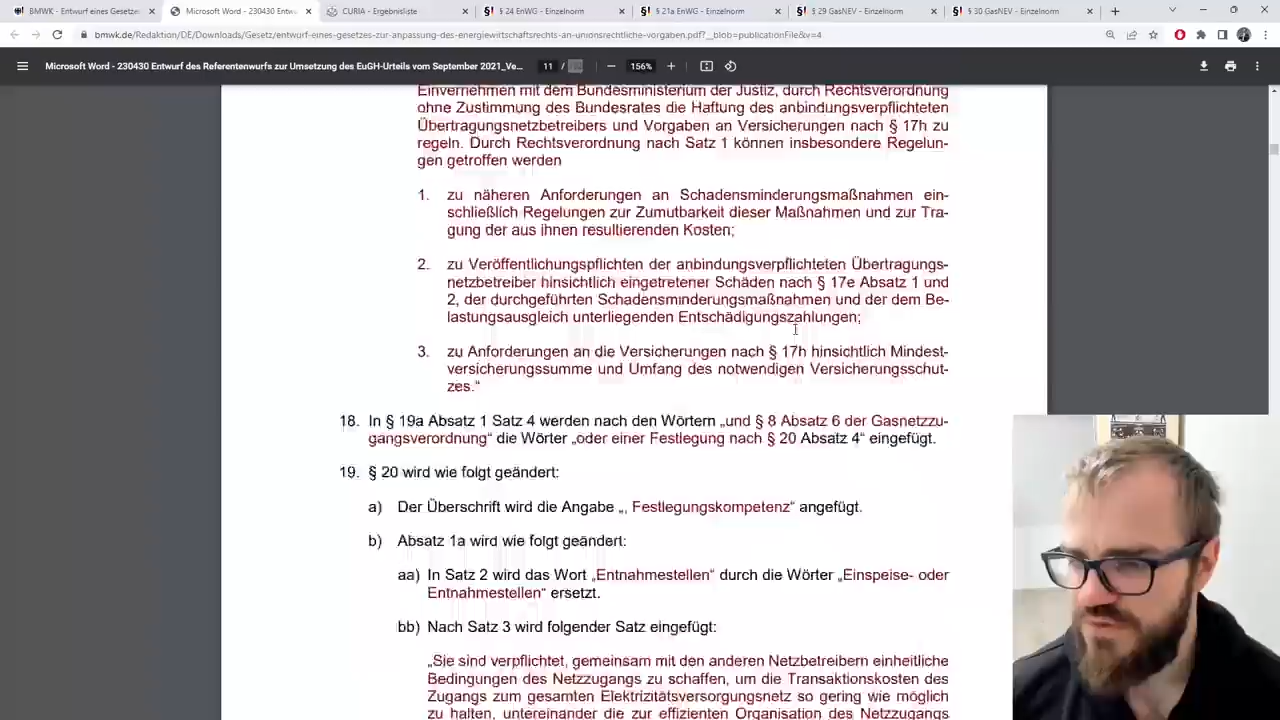 BMWK - Entwurf eines Gesetze
Microsoft Word - 230430 Entwu
CURIA - Ergebnisliste
§ 24 EnWG - Einzelnorm
§ 21a EnWG - Einzelnorm
§ 29 GasNEV - Einzelnorm
§ 30 GasNEV - Einzelnorm
bmwk.de/Redaktion/DE/Downloads/Gesetz/entwurf-eines-gesetzes-zur-anpassung-des-energiewirtschaftsrechts-an-unionsrechtliche-vorgaben.pdf?__blob=publicationFile&v=4
Microsoft Word - 230430 Entwurf des Referentenwurfs zur Umsetzung des EuGH-Urteils vom September 2021_Ve...
11 /
156%
Einvernehmen mit dem Bundesministerium der Justiz, durch Rechtsverordnung
ohne Zustimmung des Bundesrates die Haftung des anbindungsverpflichteten
Übertragungsnetzbetreibers und Vorgaben an Versicherungen nach § 17h zu
regeln. Durch Rechtsverordnung nach Satz 1 können insbesondere Regelun-
gen getroffen werden
1. zu näheren Anforderungen an Schadensminderungsmaßnahmen ein-
schließlich Regelungen zur Zumutbarkeit dieser Maßnahmen und zur Tra-
gung der aus ihnen resultierenden Kosten;
2. zu Veröffentlichungspflichten der anbindungsverpflichteten Übertragungs-
netzbetreiber hinsichtlich eingetretener Schäden nach § 17e Absatz 1 und
2, der durchgeführten Schadensminderungsmaßnahmen und der dem Be-
lastungsausgleich unterliegenden Entschädigungszahlungen;
3. zu Anforderungen an die Versicherungen nach § 17h hinsichtlich Mindest-
versicherungssumme und Umfang des notwendigen Versicherungsschut-
zes.“
18. In § 19a Absatz 1 Satz 4 werden nach den Wörtern „und § 8 Absatz 6 der Gasnetzzu-
gangsverordnung“ die Wörter „oder einer Festlegung nach § 20 Absatz 4“ eingefügt.
19. § 20 wird wie folgt geändert:
a) Der Überschrift wird die Angabe „, Festlegungskompetenz“ angefügt.
b) Absatz 1a wird wie folgt geändert:
aa) In Satz 2 wird das Wort „Entnahmestellen“ durch die Wörter „Einspeise- oder
Entnahmestellen“ ersetzt.
bb) Nach Satz 3 wird folgender Satz eingefügt:
„Sie sind verpflichtet, gemeinsam mit den anderen Netzbetreibern einheitliche
Bedingungen des Netzzugangs zu schaffen, um die Transaktionskosten des
Zugangs zum gesamten Elektrizitätsversorgungsnetz so gering wie möglich
zu halten, untereinander die zur effizienten Organisation des Netzzugangs